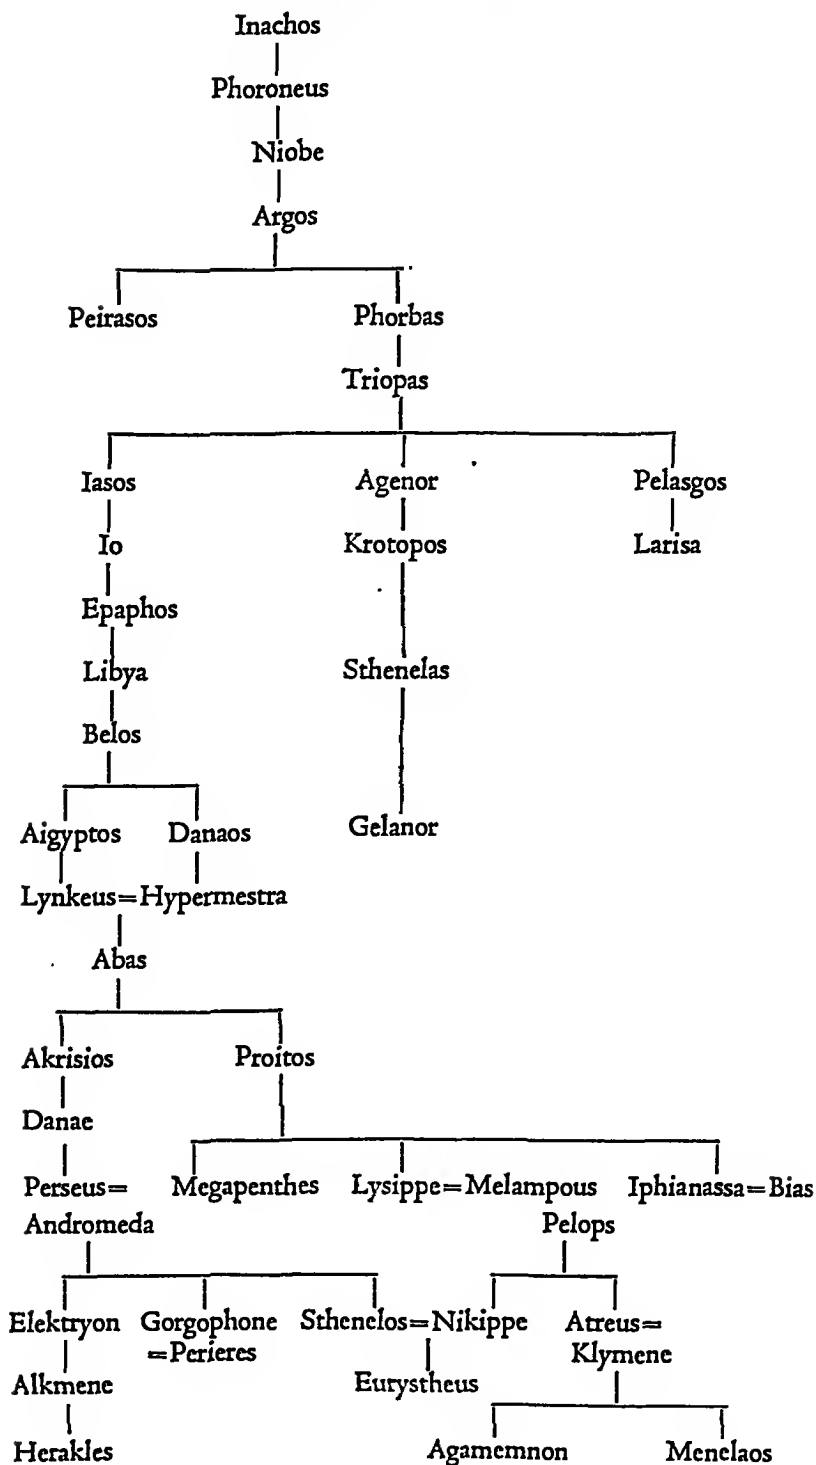 Inachos
Phoroneus
Niobe
Argos
Peirasos Phorbas
Triopas
Iasos Agenor Pelasgos
Io Krotopos Larisa
Epaphos
Libya Sthenelas
Belos
Aigyptos Danaos Gelanor
Lynkeus=Hypermestra
Abas
Akrisios Proitos
Danae
Perseus= Megapenthes Lysippe=Melampous Iphianassa=Bias
Andromeda Pelops
Elektryon Gorgophone Sthenelos=Nikippe Atreus=
=Perieres Klymene
Alkmene Eurystheus
Herakles Agamemnon Menelaos